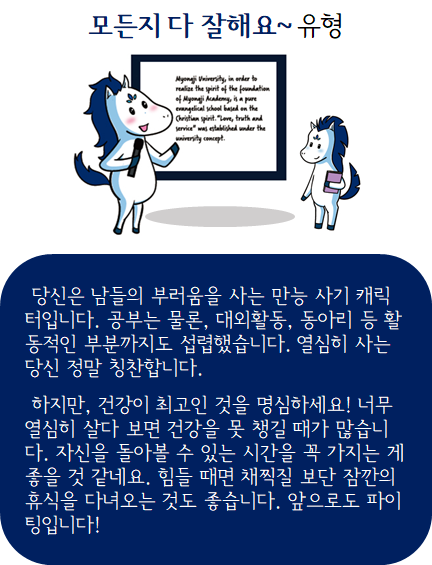 모든지 다 잘해요~ 유형
Myongji University, in order to
realize the spirit of the foundation
of Myongji Academy, is a pure
evangelical school based on the
Christian spirit. "Love, truth and
service" was established under the
university concept.
당신은 남들의 부러움을 사는 만능 사기 캐릭
터입니다. 공부는 물론, 대외활동, 동아리 등 활
동적인 부분까지도 섭렵했습니다. 열심히 사는
당신 정말 칭찬합니다.
하지만, 건강이 최고인 것을 명심하세요! 너무
열심히 살다 보면 건강을 못 챙길 때가 많습니
다. 자신을 돌아볼 수 있는 시간을 꼭 가지는 게
좋을 것 같네요. 힘들 때면 채찍질 보단 잠깐의
휴식을 다녀오는 것도 좋습니다. 앞으로도 파이
팅입니다!